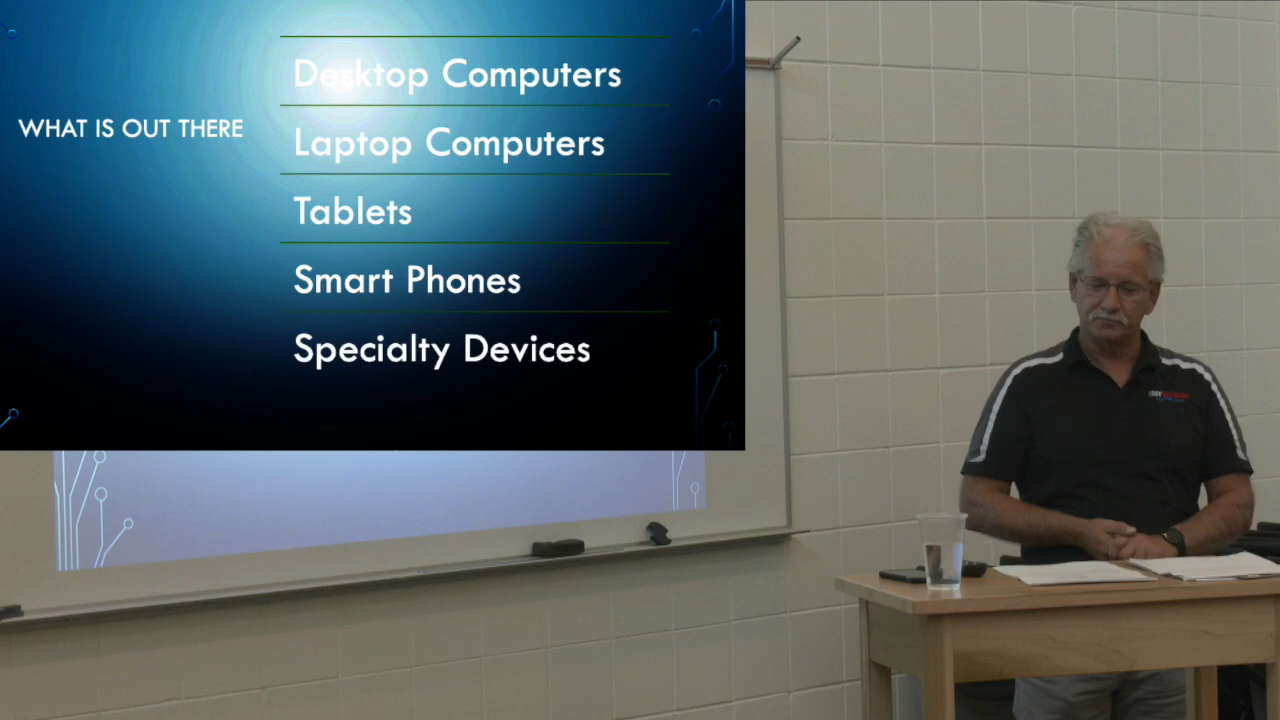 WHAT IS OUT THERE
Desktop Computers
Laptop Computers
Tablets
Smart Phones
Specialty Devices